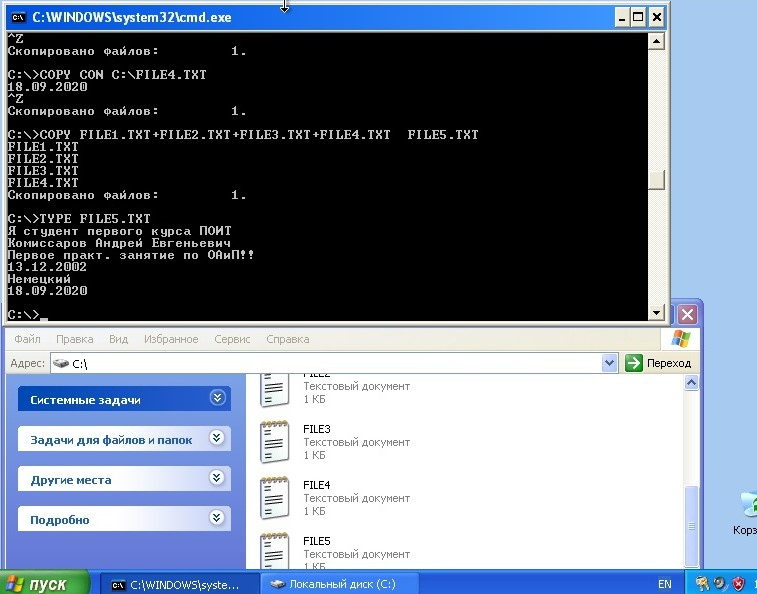 C:\WINDOWS\system32\cmd.exe
^Z
Скопировано файлов: 1.
C:\>COPY CON C:\FILE4.TXT
18.09.2020
^Z
Скопировано файлов: 1.
C:\>COPY FILE1.TXT+FILE2.TXT+FILE3.TXT+FILE4.TXT FILE5.TXT
FILE1.TXT
FILE2.TXT
FILE3.TXT
FILE4.TXT
Скопировано файлов: 1.
C:\>TYPE FILE5.TXT
Я студент первого курса ПОИТ
Комиссаров Андрей Евгеньевич
Первое практ. занятие по ОАиП!!
13.12.2002
Немецкий
18.09.2020
C:\>_
Файл Правка Вид Избранное Сервис Справка
Адрес: C:\ Переход
Системные задачи
Задачи для файлов и папок
Другие места
Подробно
FILE2
Текстовый документ
1 КБ
FILE3
Текстовый документ
1 КБ
FILE4
Текстовый документ
1 КБ
FILE5
Текстовый документ
1 КБ
Корз
пуск C:\WINDOWS\syste... Локальный диск (C:) EN